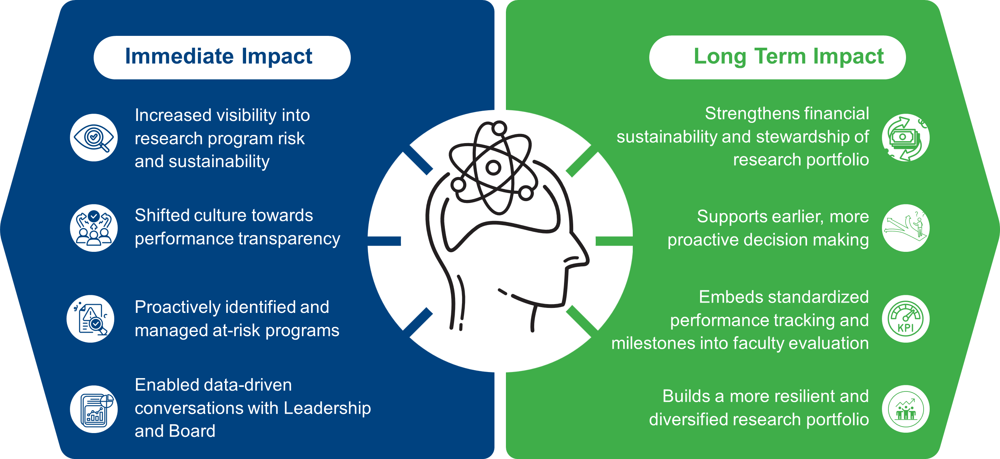 Immediate Impact
Increased visibility into
research program risk
and sustainability
Shifted culture towards
performance transparency
Proactively identified and
managed at-risk programs
Enabled data-driven
conversations with Leadership
and Board
Long Term Impact
Strengthens financial
sustainability and stewardship of
research portfolio
Supports earlier, more
proactive decision making
? ?
Embeds standardized
performance tracking and
milestones into faculty evaluation
KPI
Builds a more resilient and
diversified research portfolio